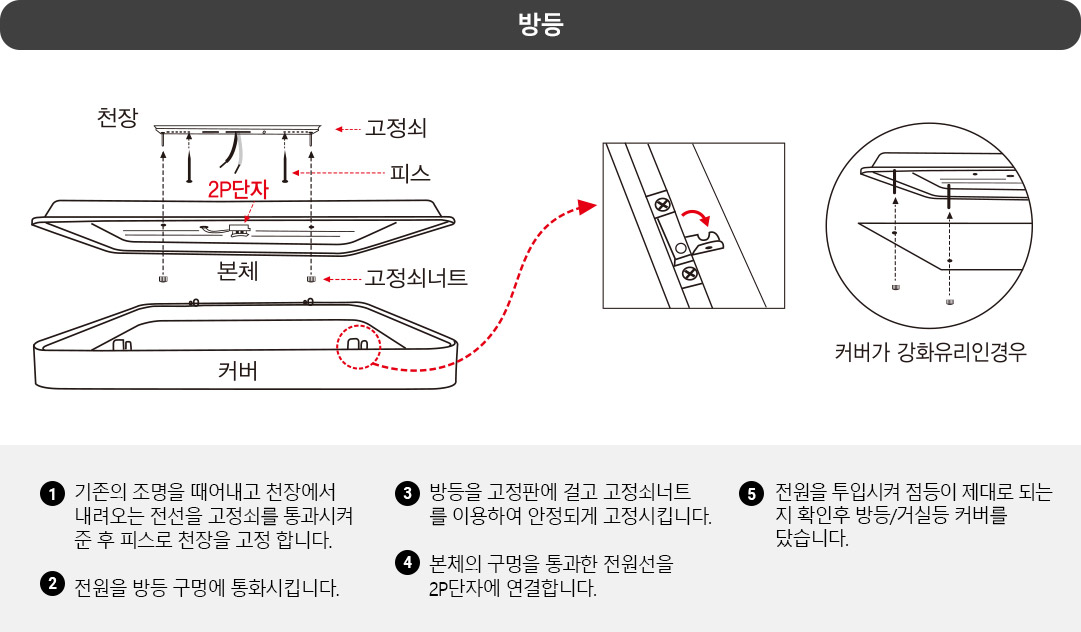 방등
천장
고정쇠
피스
2P단자
본체
고정쇠너트
커버
커버가 강화유리인경우
1 기존의 조명을 때어내고 천장에서
내려오는 전선을 고정쇠를 통과시켜
준 후 피스로 천장을 고정 합니다.
2 전원을 방등 구멍에 통화시킵니다.
3 방등을 고정판에 걸고 고정쇠너트
를 이용하여 안정되게 고정시킵니다.
4 본체의 구멍을 통과한 전원선을
2P단자에 연결합니다.
5 전원을 투입시켜 점등이 제대로 되는
지 확인후 방등/거실등 커버를
닸습니다.